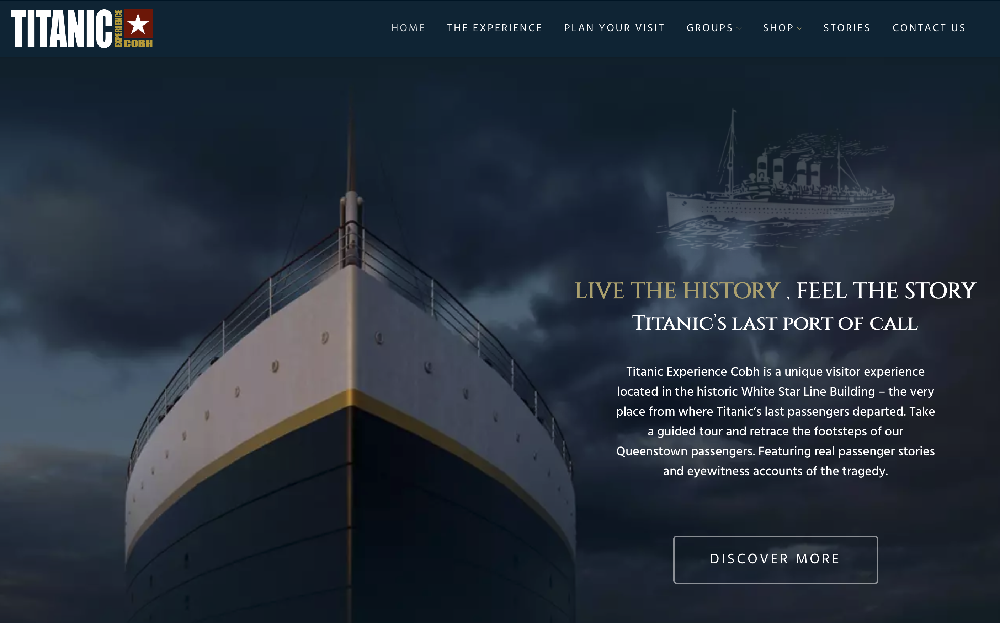 TITANIC
EXPERIENCE
COBH
HOME THE EXPERIENCE PLAN YOUR VISIT GROUPS SHOP STORIES CONTACT US
LIVE THE HISTORY , FEEL THE STORY
Titanic’s last port of call
Titanic Experience Cobh is a unique visitor experience
located in the historic White Star Line Building – the very
place from where Titanic’s last passengers departed. Take
a guided tour and retrace the footsteps of our
Queenstown passengers. Featuring real passenger stories
and eyewitness accounts of the tragedy.
DISCOVER MORE